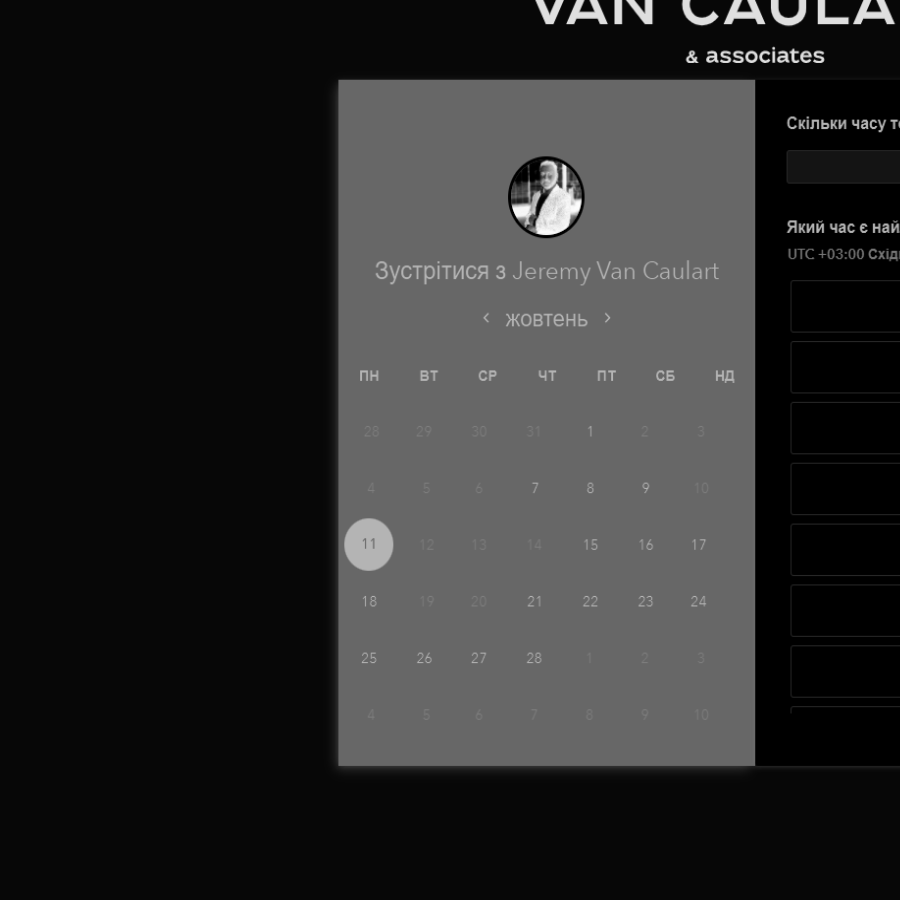 VAN CAULA
& associates
Зустрітися з Jeremy Van Caulart
жовтень
ПН ВТ СР ЧТ ПТ СБ НД
28 29 30 31 1 2 3
4 5 6 7 8 9 10
11 12 13 14 15 16 17
18 19 20 21 22 23 24
25 26 27 28 1 2 3
4 5 6 7 8 9 10
Скільки часу т
Який час є най
UTC +03:00 Схід